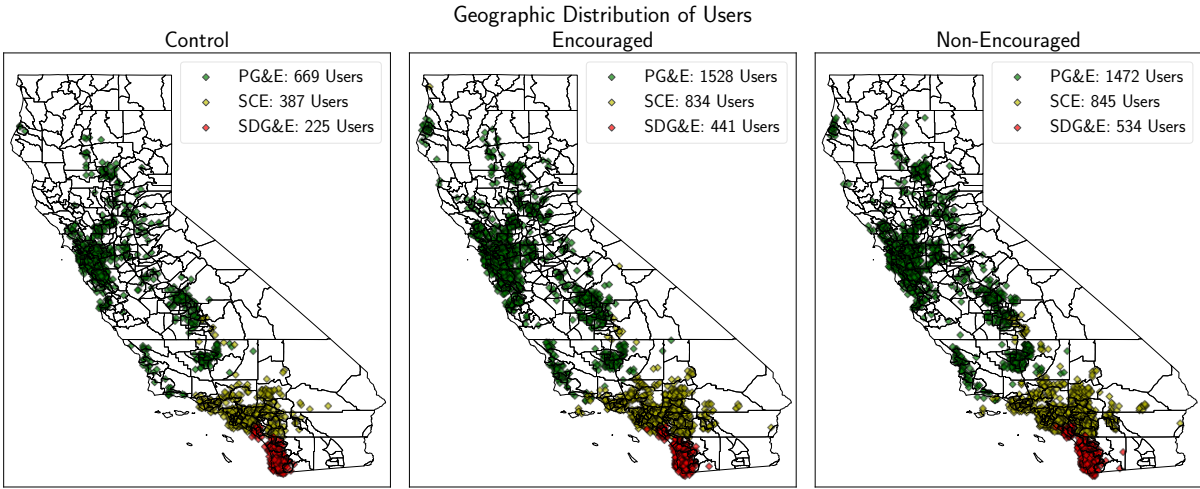 Geographic Distribution of Users
Control
PG&E: 669 Users
SCE: 387 Users
SDG&E: 225 Users
Encouraged
PG&E: 1528 Users
SCE: 834 Users
SDG&E: 441 Users
Non-Encouraged
PG&E: 1472 Users
SCE: 845 Users
SDG&E: 534 Users